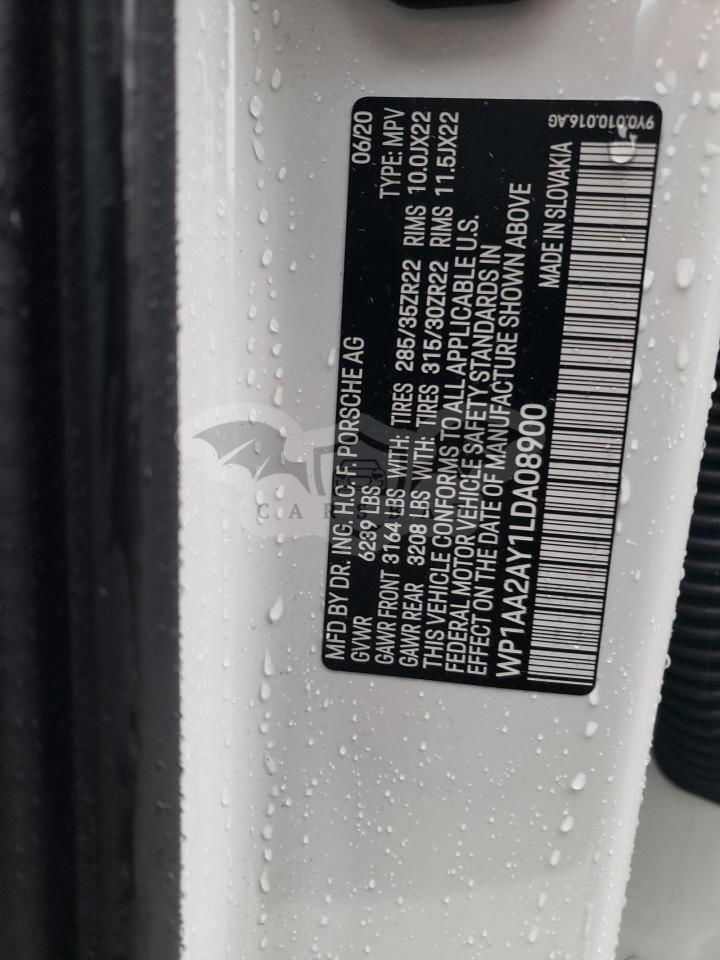 MFD BY DR. ING. H.C. F. PORSCHE AG 06/20
GVWR 6239 LBS TYPE: MPV
GAWR FRONT 3164 LBS WITH: TIRES 285/35ZR22 RIMS 10.0JX22
GAWR REAR 3208 LBS WITH: TIRES 315/30ZR22 RIMS 11.5JX22
THIS VEHICLE CONFORMS TO ALL APPLICABLE U.S.
FEDERAL MOTOR VEHICLE SAFETY STANDARDS IN
EFFECT ON THE DATE OF MANUFACTURE SHOWN ABOVE
WP1AA2AY1LDA08900 MADE IN SLOVAKIA
9Y0.010.016.AG